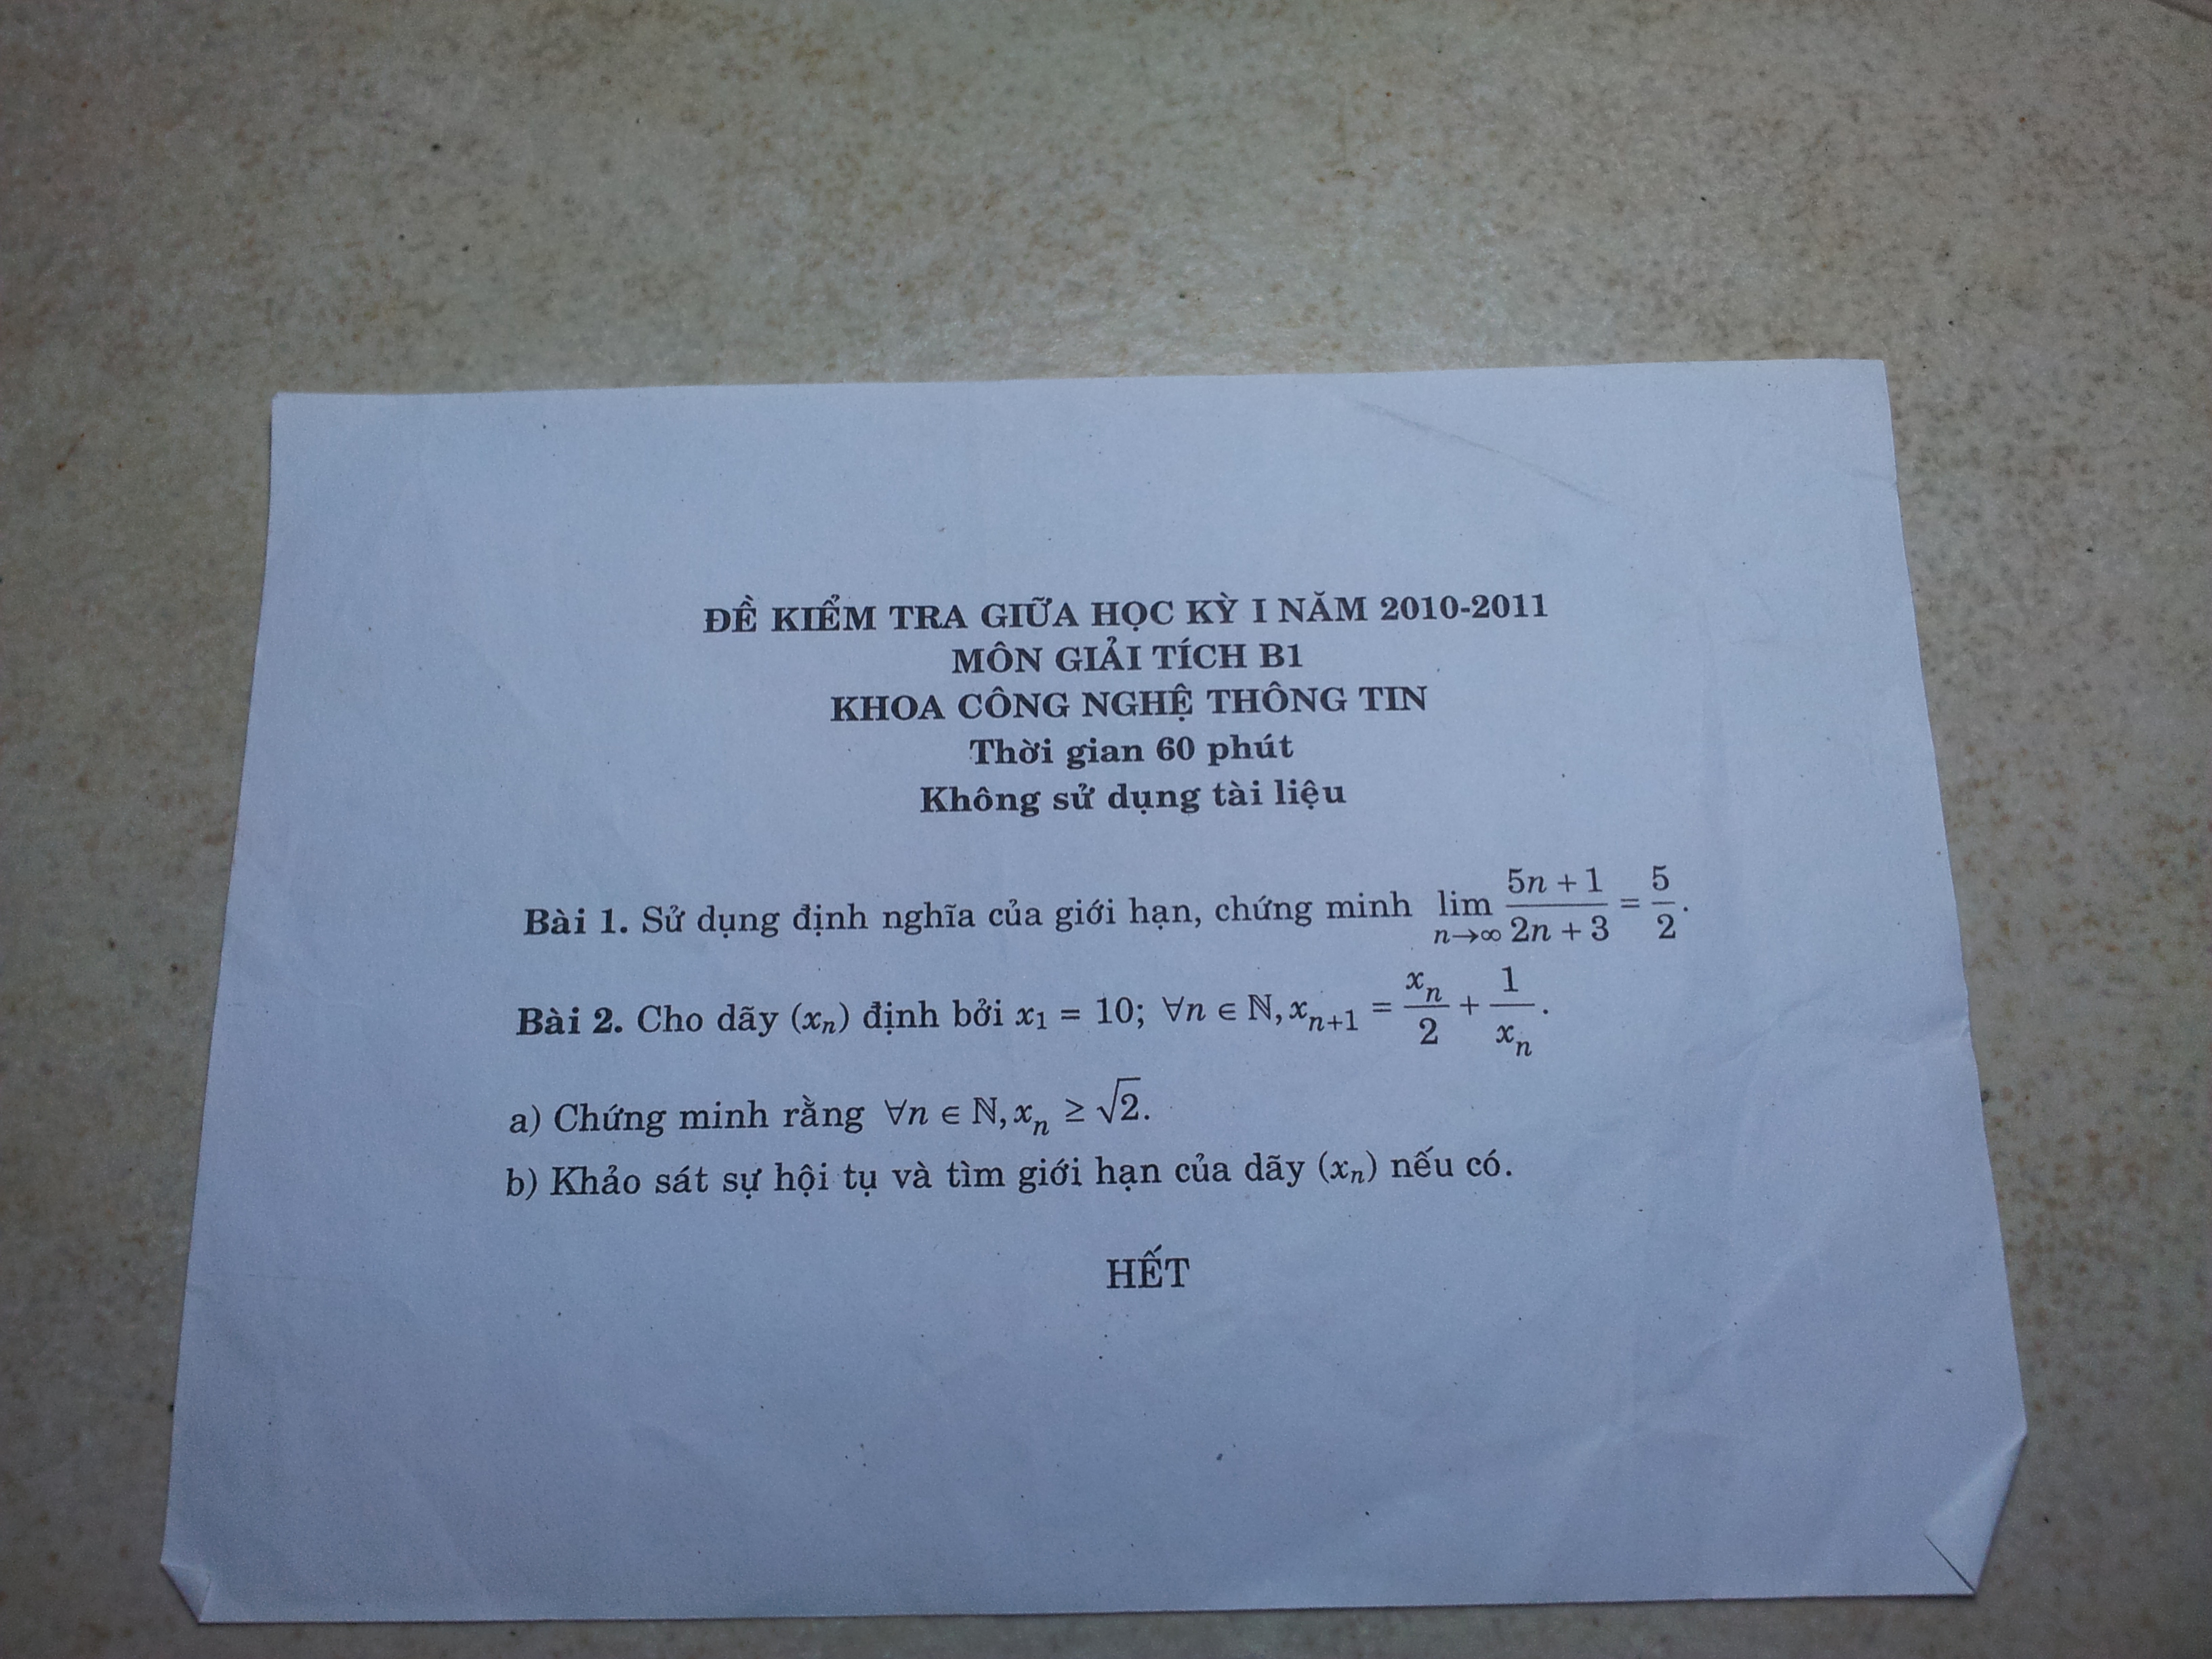 ĐỀ KIỂM TRA GIỮA HỌC KỲ I NĂM 2010-2011
MÔN GIẢI TÍCH B1
KHOA CÔNG NGHỆ THÔNG TIN
Thời gian 60 phút
Không sử dụng tài liệu
Bài 1. Sử dụng định nghĩa của giới hạn, chứng minh $\lim_{n\to\infty} \frac{5n+1}{2n+3} = \frac{5}{2}$.
Bài 2. Cho dãy $(x_n)$ định bởi $x_1 = 10$; $\forall n \in \mathbb{N}, x_{n+1} = \frac{x_n}{2} + \frac{1}{x_n}$.
a) Chứng minh rằng $\forall n \in \mathbb{N}, x_n \geq \sqrt{2}$.
b) Khảo sát sự hội tụ và tìm giới hạn của dãy $(x_n)$ nếu có.
HẾT